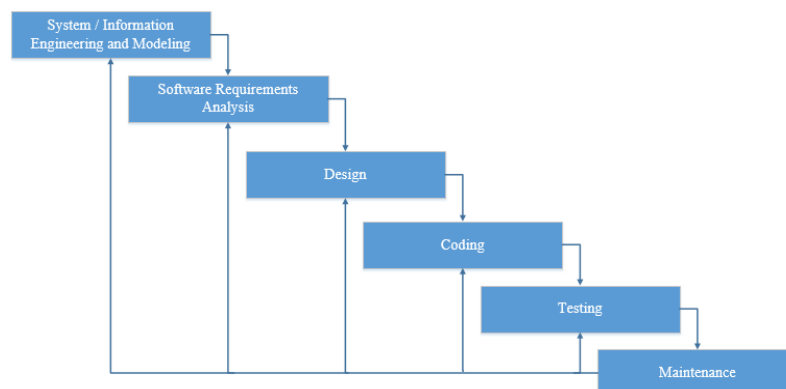 System / Information
Engineering and Modeling
Software Requirements
Analysis
Design
Coding
Testing
Maintenance